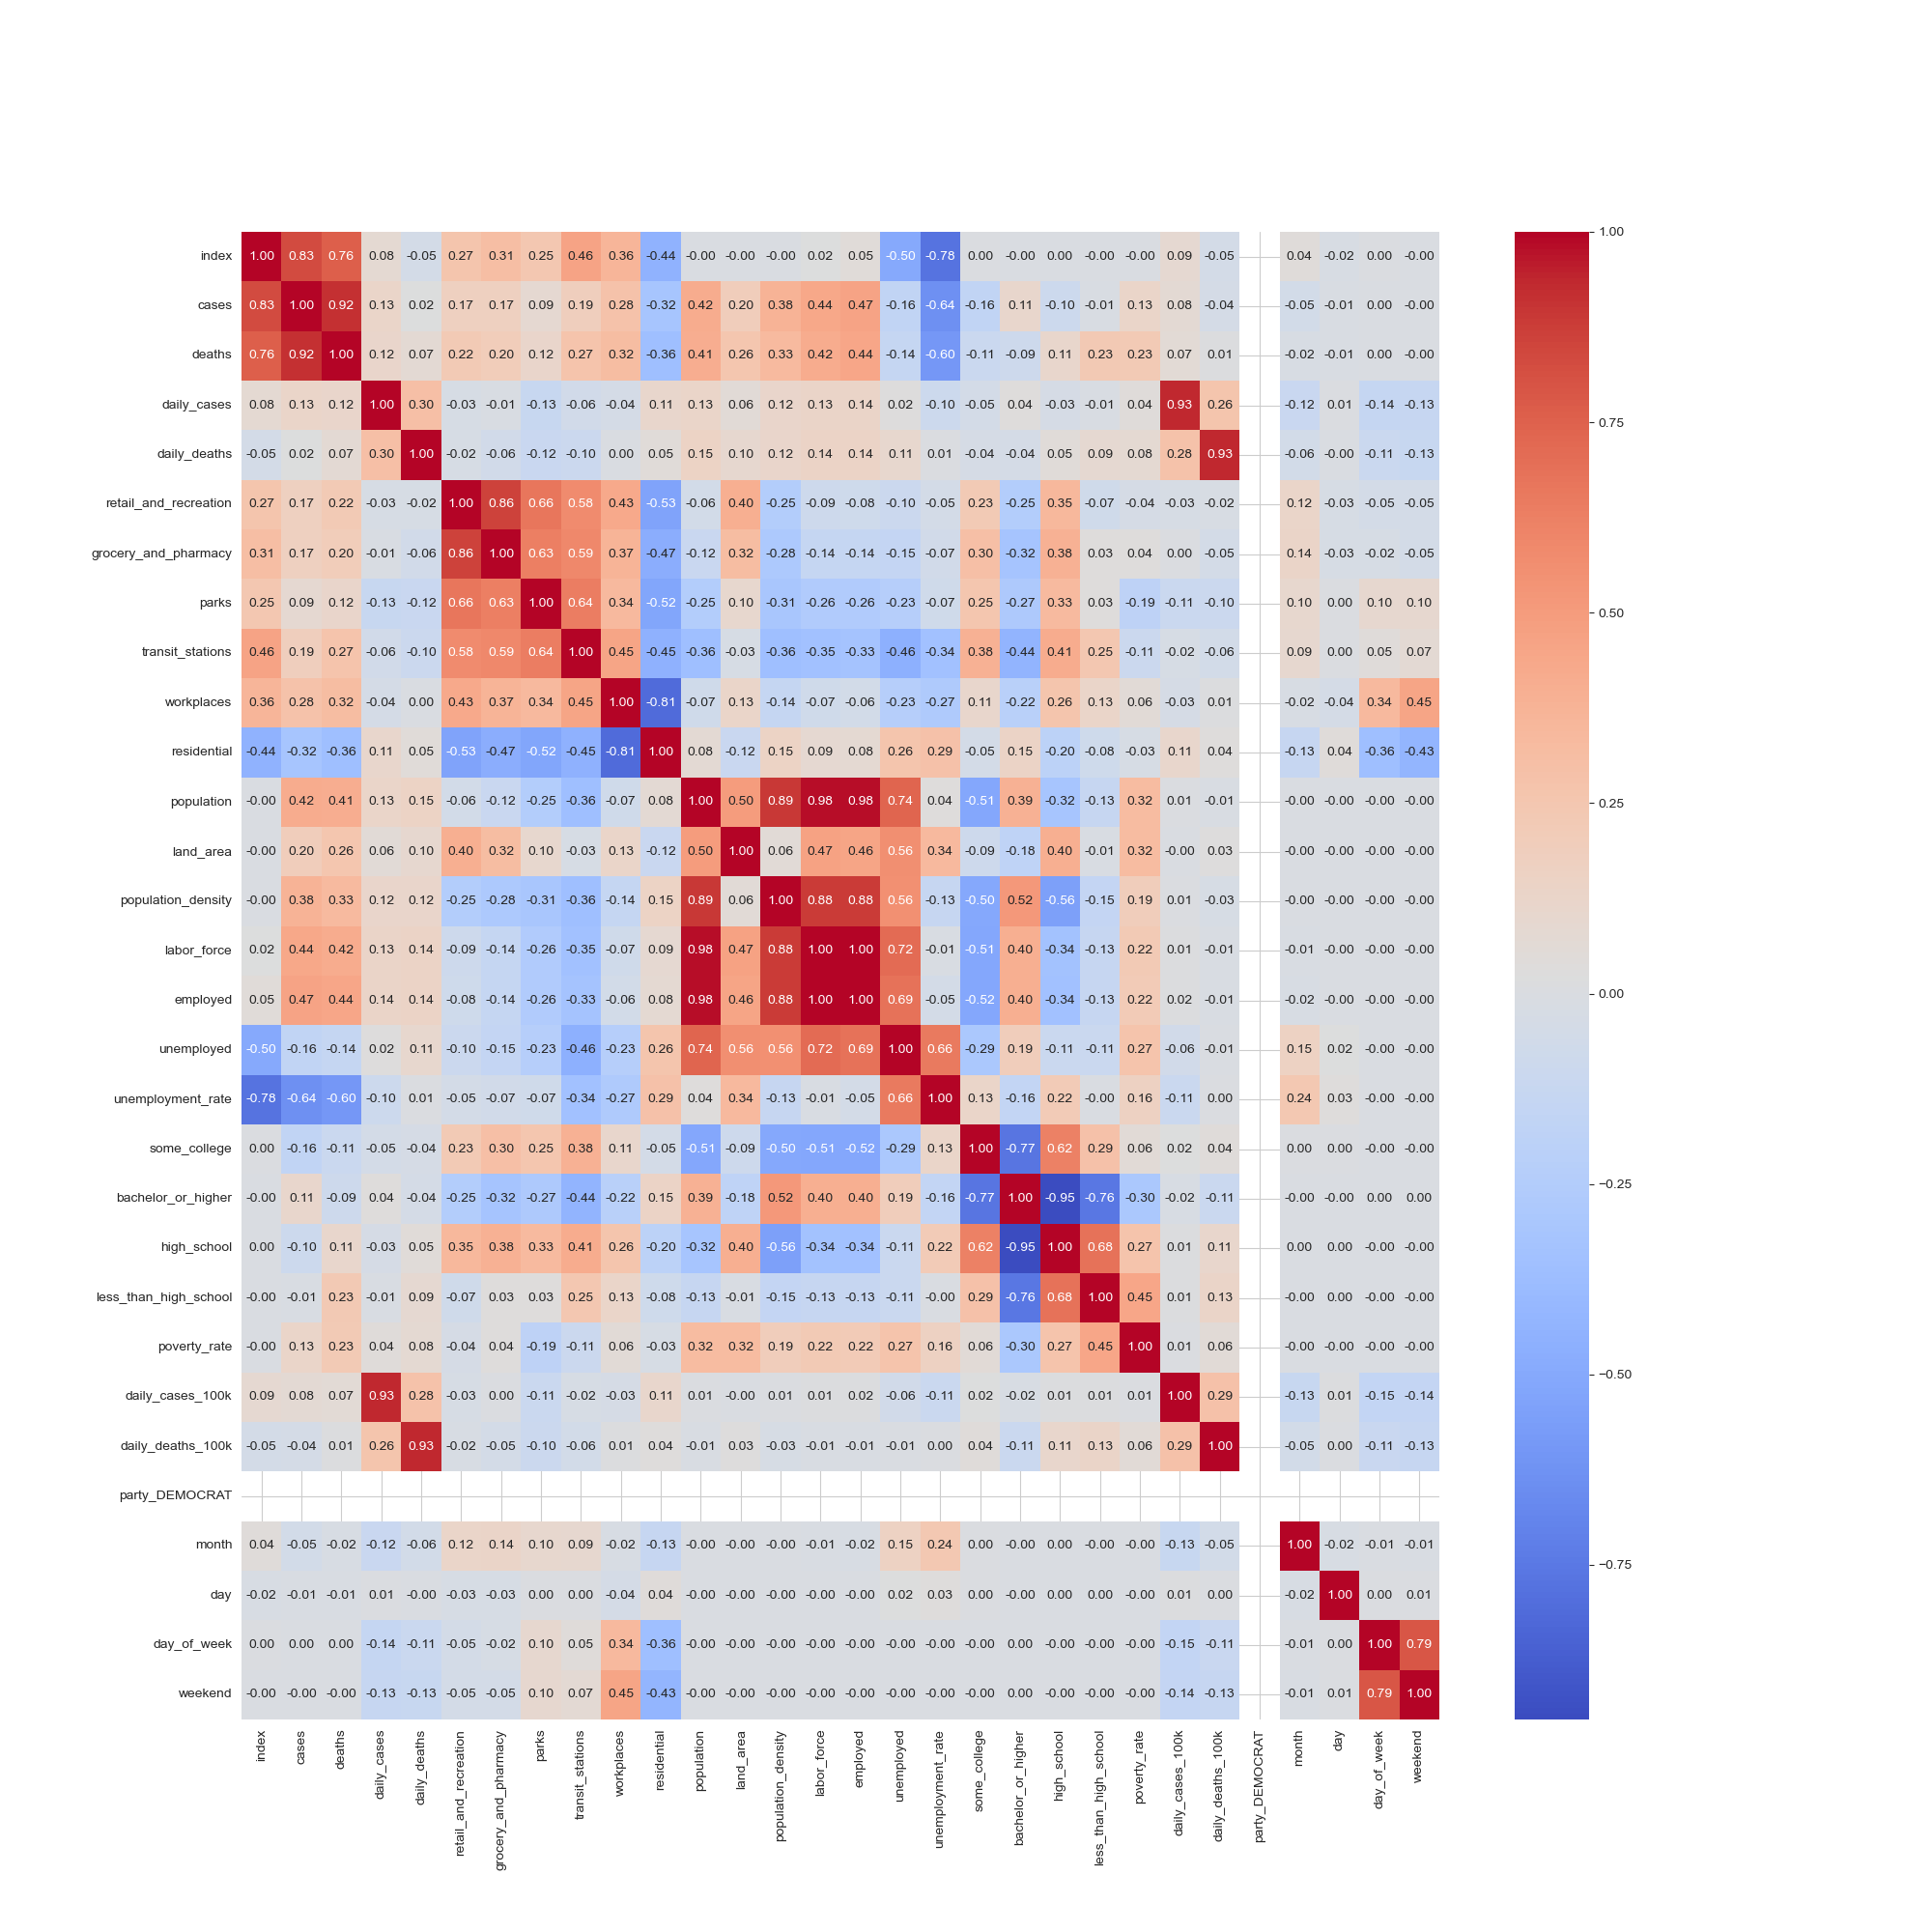 index 1.00 0.83 0.76 0.08 -0.05 0.27 0.31 0.25 0.46 0.36 -0.44 -0.00 -0.00 -0.00 0.02 0.05 -0.50 -0.78 0.00 -0.00 0.00 -0.00 -0.00 0.09 -0.05 0.04 -0.02 0.00 -0.00 1.00
cases 0.83 1.00 0.92 0.13 0.02 0.17 0.17 0.09 0.19 0.28 -0.32 0.42 0.20 0.38 0.44 0.47 -0.16 -0.64 -0.16 0.11 -0.10 -0.01 0.13 0.08 -0.04 -0.05 -0.01 0.00 -0.00
deaths 0.76 0.92 1.00 0.12 0.07 0.22 0.20 0.12 0.27 0.32 -0.36 0.41 0.26 0.33 0.42 0.44 -0.14 -0.60 -0.11 -0.09 0.11 0.23 0.23 0.07 0.01 -0.02 -0.01 0.00 -0.00
daily_cases 0.08 0.13 0.12 1.00 0.30 -0.03 -0.01 -0.13 -0.06 -0.04 0.11 0.13 0.06 0.12 0.13 0.14 0.02 -0.10 -0.05 0.04 -0.03 -0.01 0.04 0.93 0.26 -0.12 0.01 -0.14 -0.13
0.75
daily_deaths -0.05 0.02 0.07 0.30 1.00 -0.02 -0.06 -0.12 -0.10 0.00 0.05 0.15 0.10 0.12 0.14 0.14 0.11 0.01 -0.04 -0.04 0.05 0.09 0.08 0.28 0.93 -0.06 -0.00 -0.11 -0.13
retail_and_recreation 0.27 0.17 0.22 -0.03 -0.02 1.00 0.86 0.66 0.58 0.43 -0.53 -0.06 0.40 -0.25 -0.09 -0.08 -0.10 -0.05 0.23 -0.25 0.35 -0.07 -0.04 -0.03 -0.02 0.12 -0.03 -0.05 -0.05
grocery_and_pharmacy 0.31 0.17 0.20 -0.01 -0.06 0.86 1.00 0.63 0.59 0.37 -0.47 -0.12 0.32 -0.28 -0.14 -0.14 -0.15 -0.07 0.30 -0.32 0.38 0.03 0.04 0.00 -0.05 0.14 -0.03 -0.02 -0.05
parks 0.25 0.09 0.12 -0.13 -0.12 0.66 0.63 1.00 0.64 0.34 -0.52 -0.25 0.10 -0.31 -0.26 -0.26 -0.23 -0.07 0.25 -0.27 0.33 0.03 -0.19 -0.11 -0.10 0.10 0.00 0.10 0.10
0.50
transit_stations 0.46 0.19 0.27 -0.06 -0.10 0.58 0.59 0.64 1.00 0.45 -0.45 -0.36 -0.03 -0.36 -0.35 -0.33 -0.46 -0.34 0.38 -0.44 0.41 0.25 -0.11 -0.02 -0.06 0.09 0.00 0.05 0.07
workplaces 0.36 0.28 0.32 -0.04 0.00 0.43 0.37 0.34 0.45 1.00 -0.81 -0.07 0.13 -0.14 -0.07 -0.06 -0.23 -0.27 0.11 -0.22 0.26 0.13 0.06 -0.03 0.01 -0.02 -0.04 0.34 0.45
residential -0.44 -0.32 -0.36 0.11 0.05 -0.53 -0.47 -0.52 -0.45 -0.81 1.00 0.08 -0.12 0.15 0.09 0.08 0.26 0.29 -0.05 0.15 -0.20 -0.08 -0.03 0.11 0.04 -0.13 0.04 -0.36 -0.43
population -0.00 0.42 0.41 0.13 0.15 -0.06 -0.12 -0.25 -0.36 -0.07 0.08 1.00 0.50 0.89 0.98 0.98 0.74 0.04 -0.51 0.39 -0.32 -0.13 0.32 0.01 -0.01 -0.00 -0.00 -0.00 -0.00 0.25
land_area -0.00 0.20 0.26 0.06 0.10 0.40 0.32 0.10 -0.03 0.13 -0.12 0.50 1.00 0.06 0.47 0.46 0.56 0.34 -0.09 -0.18 0.40 -0.01 0.32 -0.00 0.03 -0.00 -0.00 -0.00 -0.00
population_density -0.00 0.38 0.33 0.12 0.12 -0.25 -0.28 -0.31 -0.36 -0.14 0.15 0.89 0.06 1.00 0.88 0.88 0.56 -0.13 -0.50 0.52 -0.56 -0.15 0.19 0.01 -0.03 -0.00 -0.00 -0.00 -0.00
labor_force 0.02 0.44 0.42 0.13 0.14 -0.09 -0.14 -0.26 -0.35 -0.07 0.09 0.98 0.47 0.88 1.00 1.00 0.72 -0.01 -0.51 0.40 -0.34 -0.13 0.22 0.01 -0.01 -0.01 -0.00 -0.00 -0.00
0.00
employed 0.05 0.47 0.44 0.14 0.14 -0.08 -0.14 -0.26 -0.33 -0.06 0.08 0.98 0.46 0.88 1.00 1.00 0.69 -0.05 -0.52 0.40 -0.34 -0.13 0.22 0.02 -0.01 -0.02 -0.00 -0.00 -0.00
unemployed -0.50 -0.16 -0.14 0.02 0.11 -0.10 -0.15 -0.23 -0.46 -0.23 0.26 0.74 0.56 0.56 0.72 0.69 1.00 0.66 -0.29 0.19 -0.11 -0.11 0.27 -0.06 -0.01 0.15 0.02 -0.00 -0.00
unemployment_rate -0.78 -0.64 -0.60 -0.10 0.01 -0.05 -0.07 -0.07 -0.34 -0.27 0.29 0.04 0.34 -0.13 -0.01 -0.05 0.66 1.00 0.13 -0.16 0.22 -0.00 0.16 -0.11 0.00 0.24 0.03 -0.00 -0.00
some_college 0.00 -0.16 -0.11 -0.05 -0.04 0.23 0.30 0.25 0.38 0.11 -0.05 -0.51 -0.09 -0.50 -0.51 -0.52 -0.29 0.13 1.00 -0.77 0.62 0.29 0.06 0.02 0.04 0.00 0.00 -0.00 -0.00
−0.25
bachelor_or_higher -0.00 0.11 -0.09 0.04 -0.04 -0.25 -0.32 -0.27 -0.44 -0.22 0.15 0.39 -0.18 0.52 0.40 0.40 0.19 -0.16 -0.77 1.00 -0.95 -0.76 -0.30 -0.02 -0.11 -0.00 -0.00 0.00 0.00
high_school 0.00 -0.10 0.11 -0.03 0.05 0.35 0.38 0.33 0.41 0.26 -0.20 -0.32 0.40 -0.56 -0.34 -0.34 -0.11 0.22 0.62 -0.95 1.00 0.68 0.27 0.01 0.11 0.00 0.00 -0.00 -0.00
less_than_high_school -0.00 -0.01 0.23 -0.01 0.09 -0.07 0.03 0.03 0.25 0.13 -0.08 -0.13 -0.01 -0.15 -0.13 -0.13 -0.11 -0.00 0.29 -0.76 0.68 1.00 0.45 0.01 0.13 -0.00 0.00 -0.00 -0.00
poverty_rate -0.00 0.13 0.23 0.04 0.08 -0.04 0.04 -0.19 -0.11 0.06 -0.03 0.32 0.32 0.19 0.22 0.22 0.27 0.16 0.06 -0.30 0.27 0.45 1.00 0.01 0.06 -0.00 -0.00 -0.00 -0.00
−0.50
daily_cases_100k 0.09 0.08 0.07 0.93 0.28 -0.03 0.00 -0.11 -0.02 -0.03 0.11 0.01 -0.00 0.01 0.01 0.02 -0.06 -0.11 0.02 -0.02 0.01 0.01 0.01 1.00 0.29 -0.13 0.01 -0.15 -0.14
daily_deaths_100k -0.05 -0.04 0.01 0.26 0.93 -0.02 -0.05 -0.10 -0.06 0.01 0.04 -0.01 0.03 -0.03 -0.01 -0.01 -0.01 0.00 0.04 -0.11 0.11 0.13 0.06 0.29 1.00 -0.05 0.00 -0.11 -0.13
party_DEMOCRAT
month 0.04 -0.05 -0.02 -0.12 -0.06 0.12 0.14 0.10 0.09 -0.02 -0.13 -0.00 -0.00 -0.00 -0.01 -0.02 0.15 0.24 0.00 -0.00 0.00 -0.00 -0.00 -0.13 -0.05 1.00 -0.02 -0.01 -0.01
−0.75
day -0.02 -0.01 -0.01 0.01 -0.00 -0.03 -0.03 0.00 0.00 -0.04 0.04 -0.00 -0.00 -0.00 -0.00 -0.00 0.02 0.03 0.00 -0.00 0.00 0.00 -0.00 0.01 0.00 -0.02 1.00 0.00 0.01
day_of_week 0.00 0.00 0.00 -0.14 -0.11 -0.05 -0.02 0.10 0.05 0.34 -0.36 -0.00 -0.00 -0.00 -0.00 -0.00 -0.00 -0.00 -0.00 0.00 -0.00 -0.00 -0.00 -0.15 -0.11 -0.01 0.00 1.00 0.79
weekend -0.00 -0.00 -0.00 -0.13 -0.13 -0.05 -0.05 0.10 0.07 0.45 -0.43 -0.00 -0.00 -0.00 -0.00 -0.00 -0.00 -0.00 -0.00 0.00 -0.00 -0.00 -0.00 -0.14 -0.13 -0.01 0.01 0.79 1.00
index
cases
deaths
daily_cases
daily_deaths
retail_and_recreation
grocery_and_pharmacy
parks
transit_stations
workplaces
residential
population
land_area
population_density
labor_force
employed
unemployed
unemployment_rate
some_college
bachelor_or_higher
high_school
less_than_high_school
poverty_rate
daily_cases_100k
daily_deaths_100k
party_DEMOCRAT
month
day
day_of_week
weekend